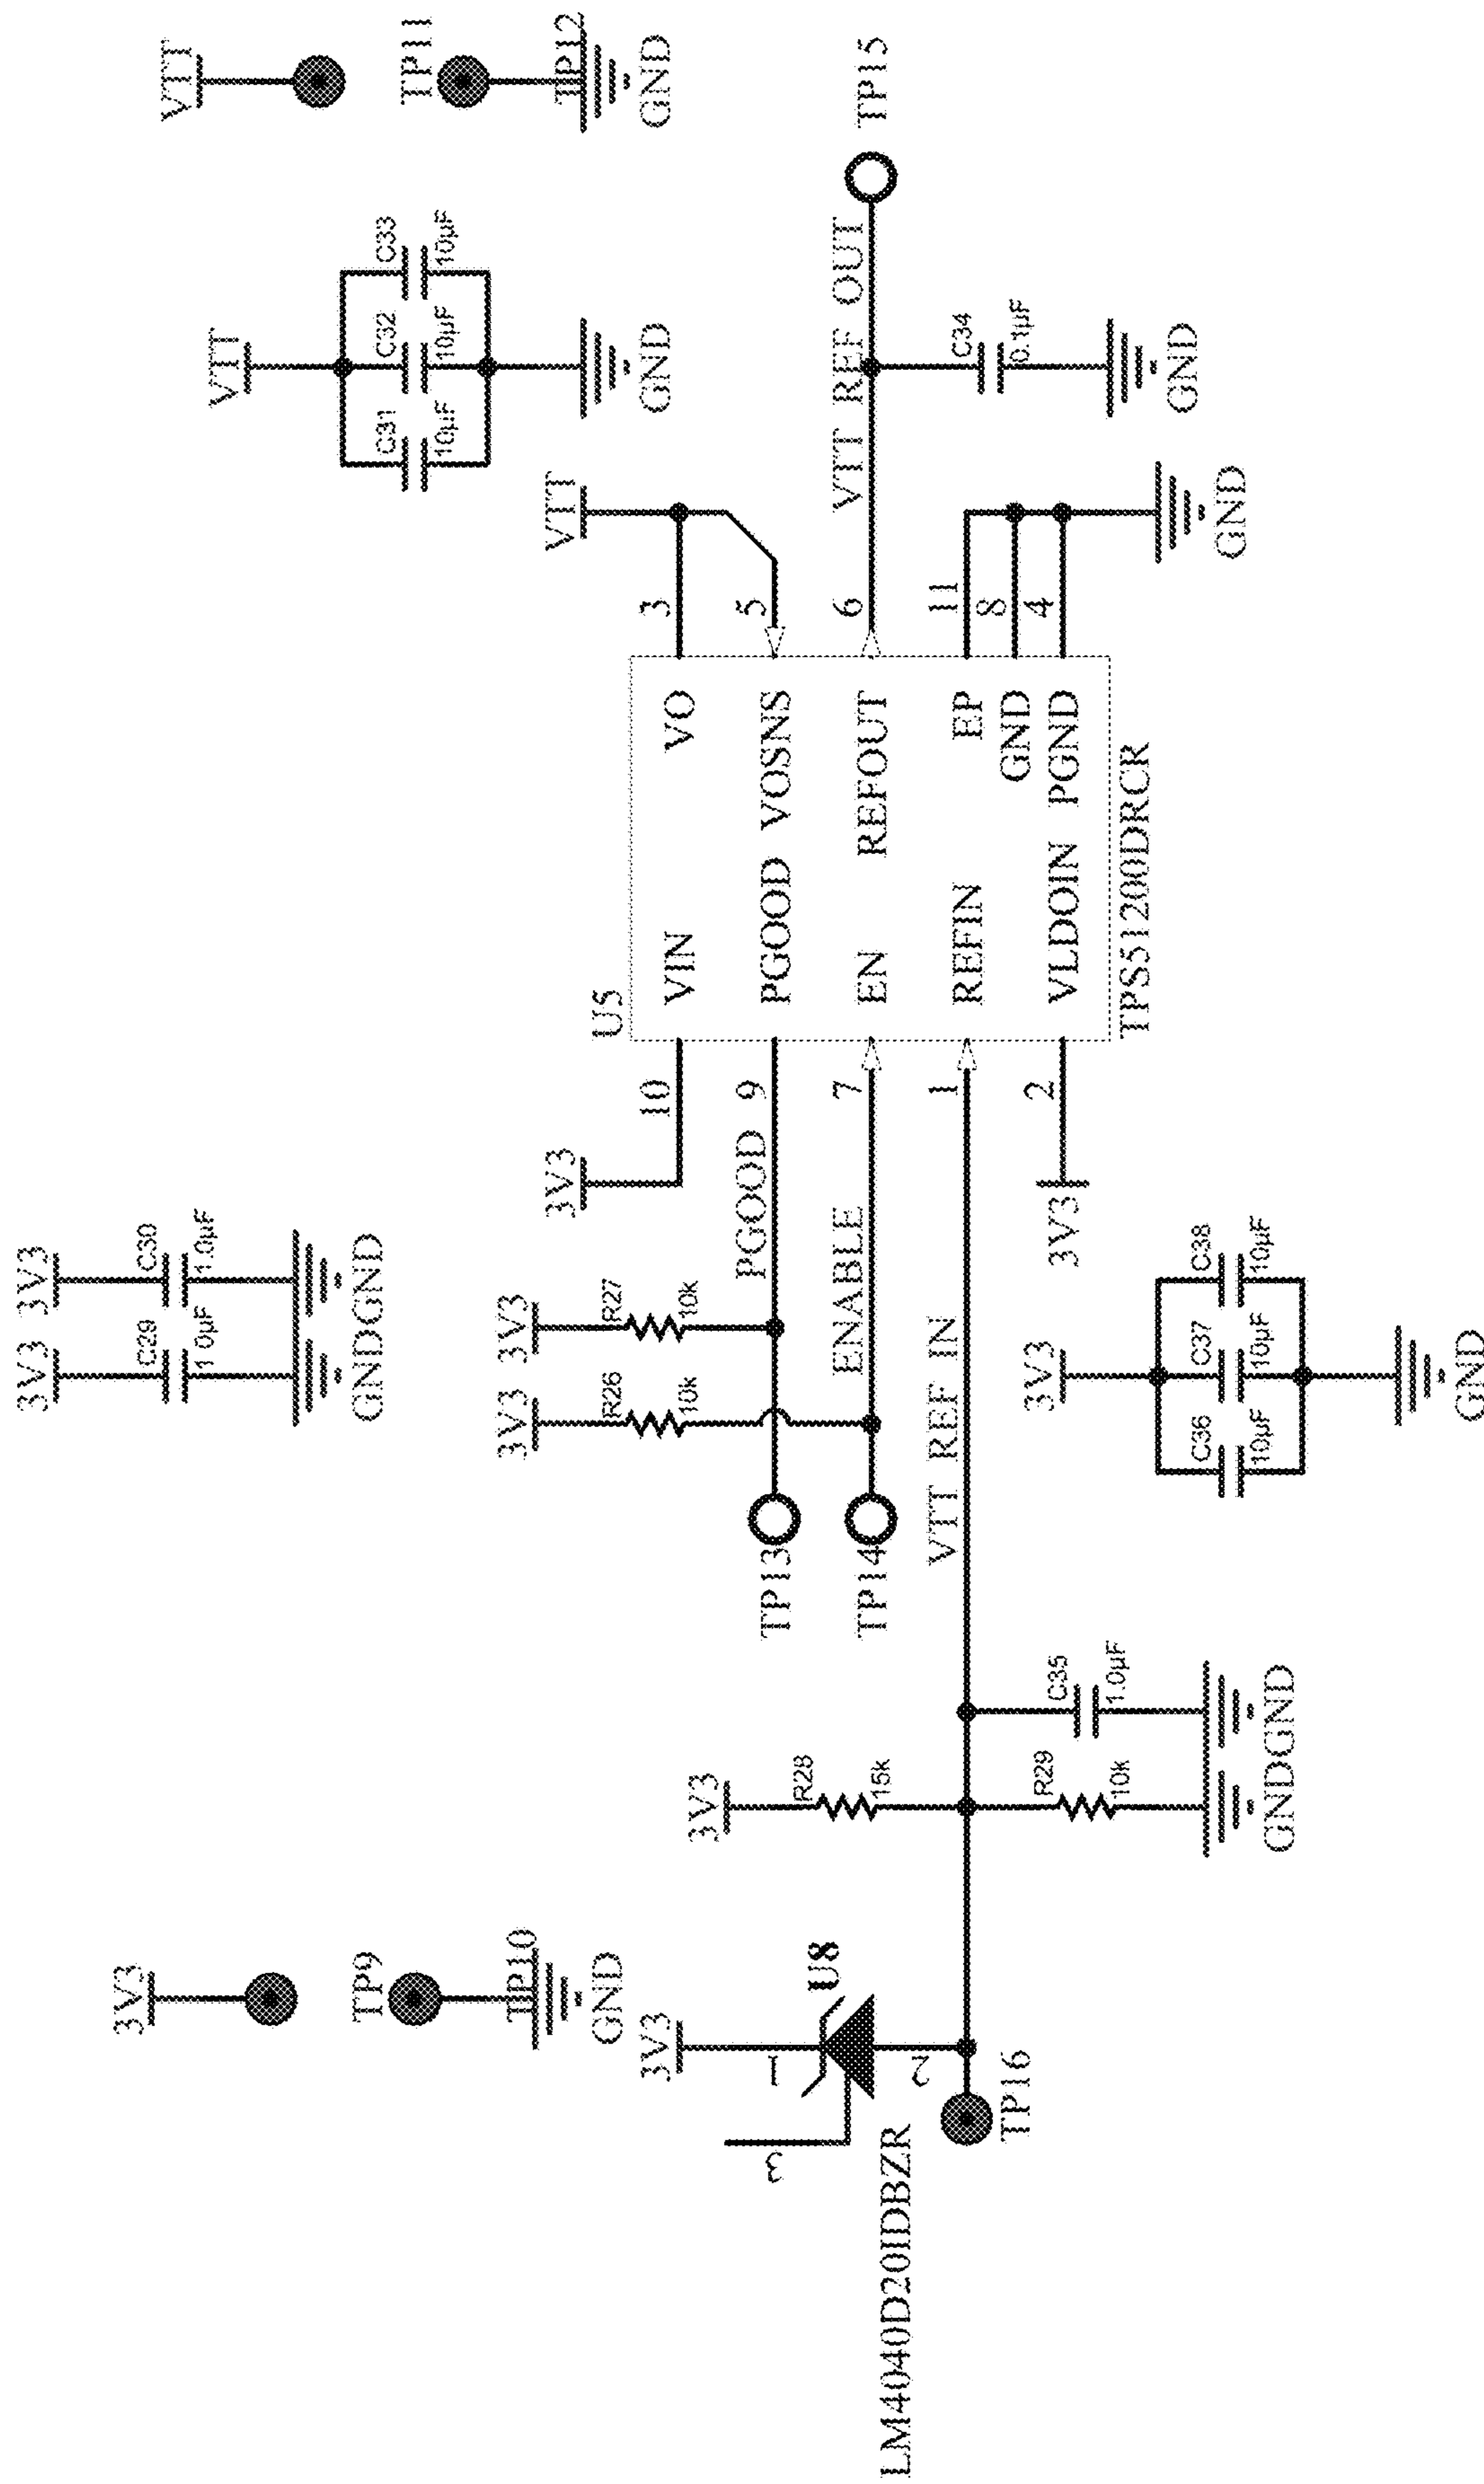 3V3
3V3
C29
1.0µF
C30
1.0µF
GNDGND
VTT
C31
10µF
C32
10µF
C33
10µF
GND
VTT
TP11
TP12
GND
3V3
TP9
TP10
GND
3V3
R26
10k
3V3
R27
10k
3V3
10
PGOOD
9
ENABLE
7
VTT REF IN
1
3V3
2
TP13
TP14
U5
VIN
VO
PGOOD
VOSNS
EN
REFOUT
REFIN
EP
GND
VLDOIN
PGND
TPS51200DRCR
VTT
3
5
6
VTT REF OUT
TP15
11
8
4
GND
C34
0.1µF
GND
3V3
1
U8
2
3
LM4040D20IDBZR
TP16
3V3
R28
15k
R29
10k
C35
1.0µF
GNDGND
3V3
C36
10µF
C37
10µF
C38
10µF
GND